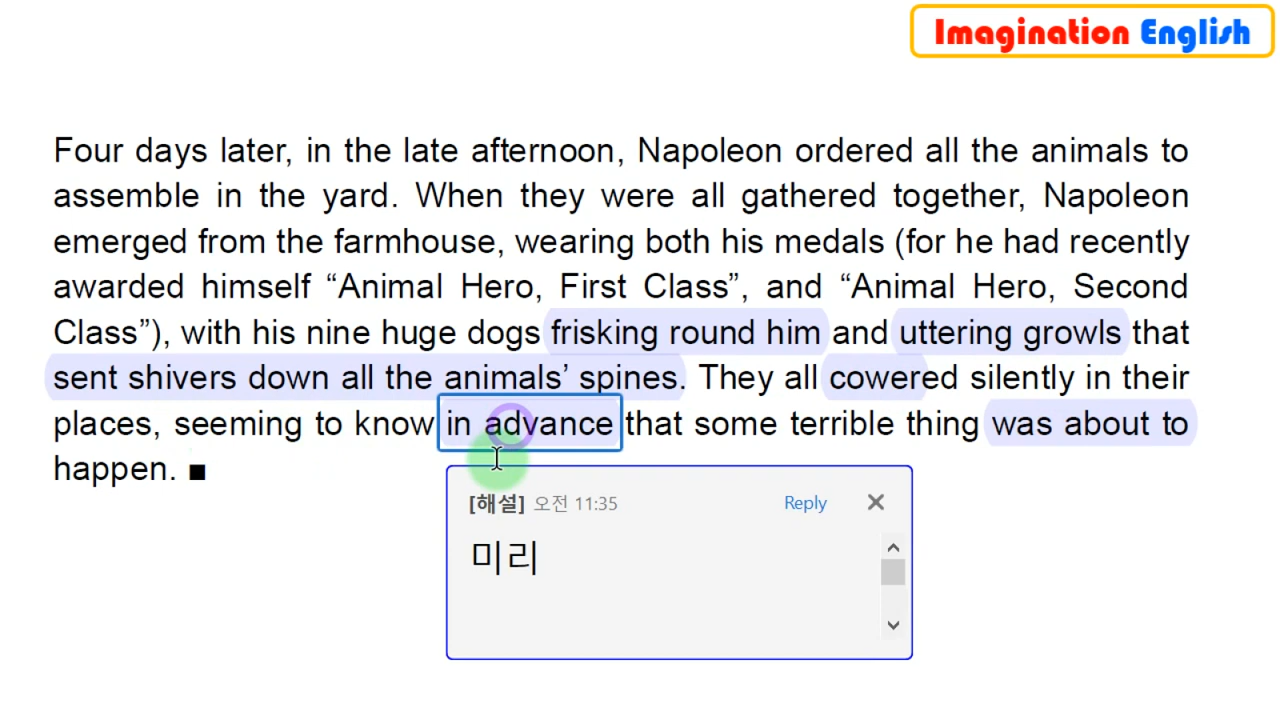 Imagination English
Four days later, in the late afternoon, Napoleon ordered all the animals to
assemble in the yard. When they were all gathered together, Napoleon
emerged from the farmhouse, wearing both his medals (for he had recently
awarded himself “Animal Hero, First Class”, and “Animal Hero, Second
Class”), with his nine huge dogs frisking round him and uttering growls that
sent shivers down all the animals’ spines. They all cowered silently in their
places, seeming to know in advance that some terrible thing was about to
happen. ■
[해설] 오전 11:35 Reply ✕
미리